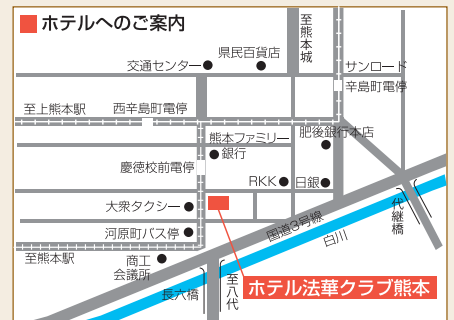 ホテルへのご案内
至熊本城
県民百貨店
交通センター
サンロード
辛島町電停
至上熊本駅
西辛島町電停
肥後銀行本店
熊本ファミリー
銀行
慶徳校前電停
RKK
日銀
大衆タクシー
代継橋
国道3号線
河原町バス停
白川
至熊本駅
商工
会議所
至八代
長六橋
ホテル法華クラブ熊本